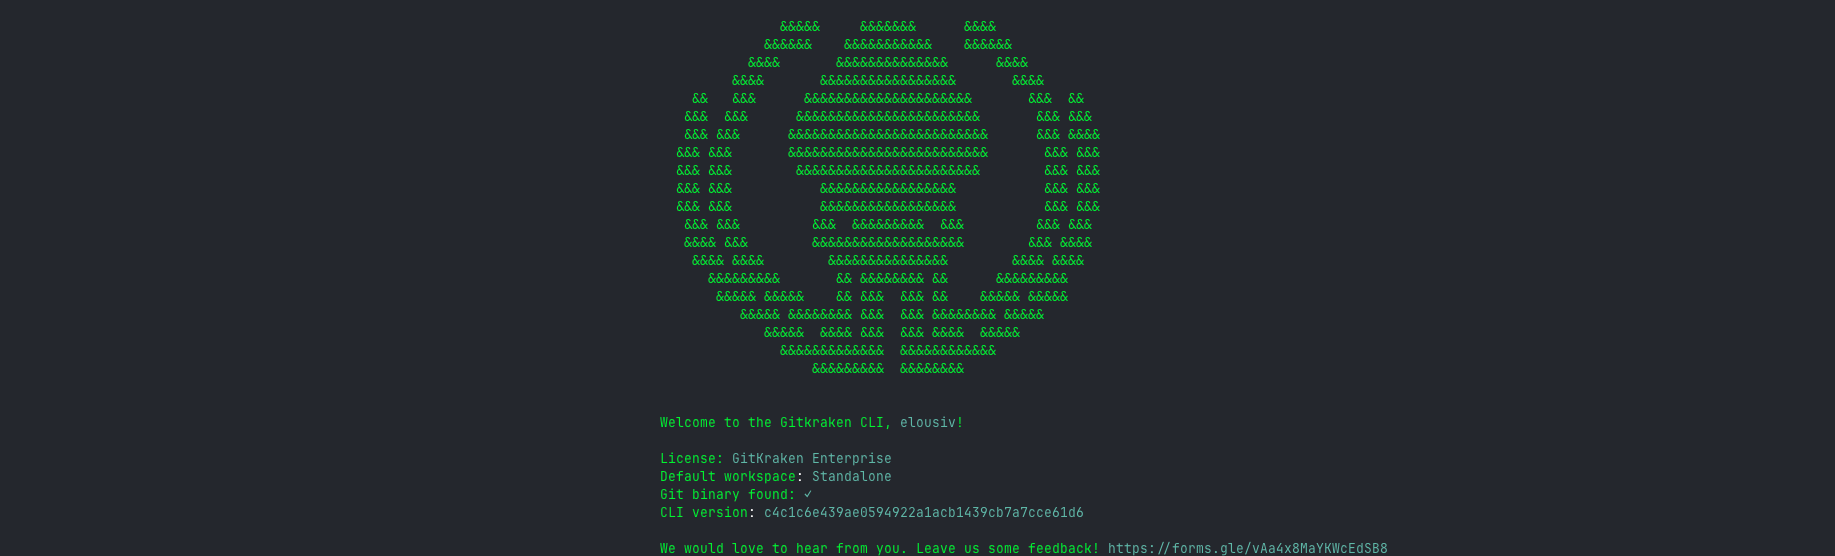 Welcome to the Gitkraken CLI, elousiv!
License: GitKraken Enterprise
Default workspace: Standalone
Git binary found: ✓
CLI version: c4c1c6e439ae0594922a1acb1439cb7a7cce61d6
We would love to hear from you. Leave us some feedback! https://forms.gle/vAa4x8MaYKWcEdSB8